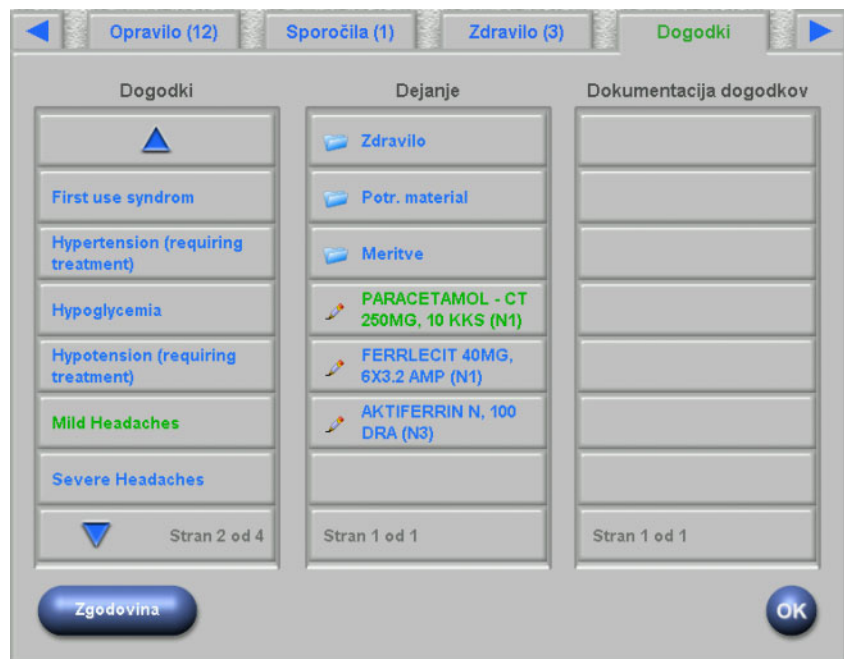 Opravilo (12)
Sporočila (1)
Zdravilo (3)
Dogodki
Dogodki
First use syndrom
Hypertension (requiring
treatment)
Hypoglycemia
Hypotension (requiring
treatment)
Mild Headaches
Severe Headaches
Stran 2 od 4
Dejanje
Zdravilo
Potr. material
Meritve
PARACETAMOL - CT
250MG, 10 KKS (N1)
FERRLECIT 40MG,
6X3.2 AMP (N1)
AKTIFERRIN N, 100
DRA (N3)
Stran 1 od 1
Dokumentacija dogodkov
Stran 1 od 1
Zgodovina
OK